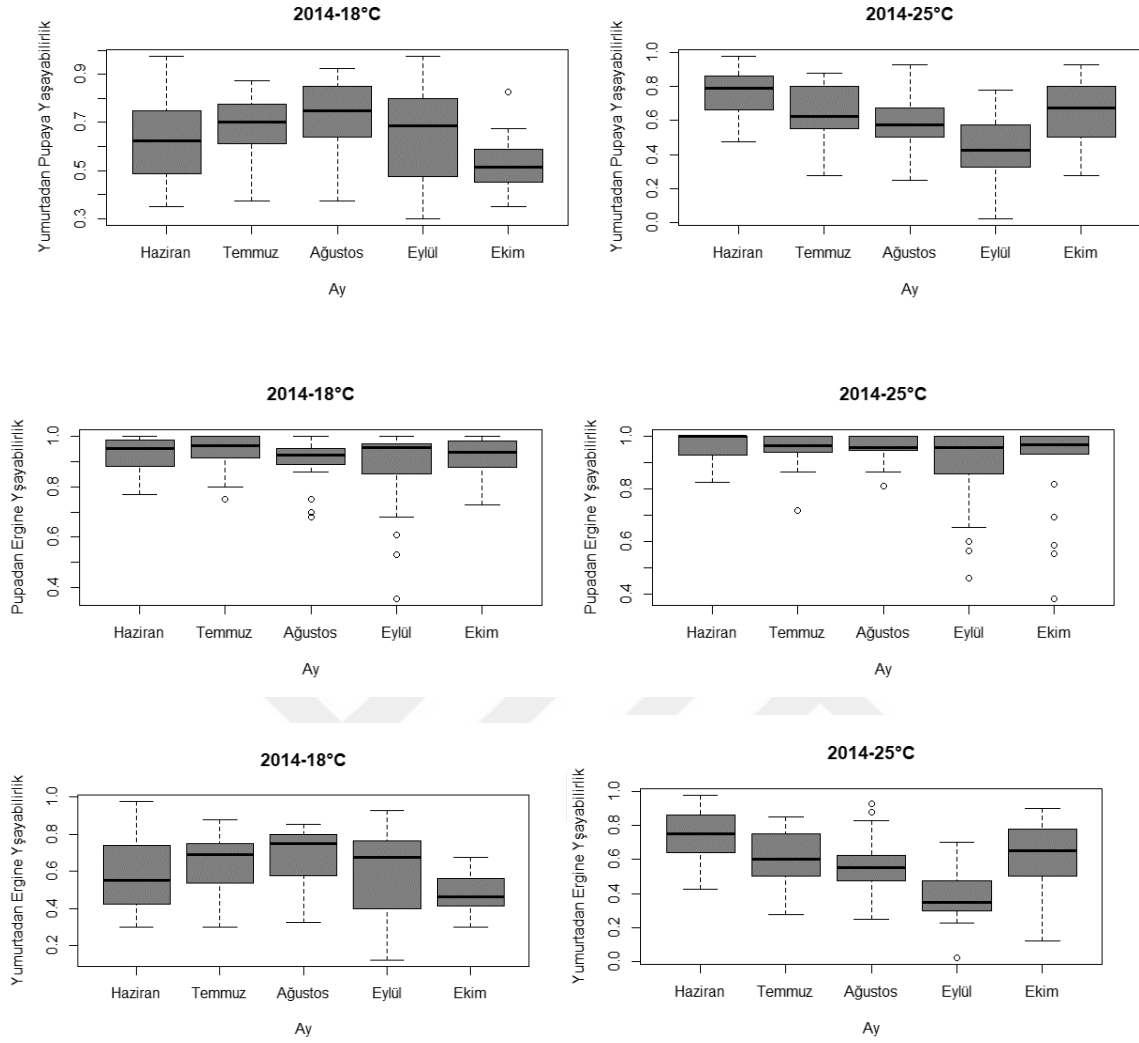 2014-18°C
Yumurtadan Pupaya Yaşayabilirlik
0.3 0.5 0.7 0.9
Haziran Temmuz Ağustos Eylül Ekim
Ay
2014-25°C
Yumurtadan Pupaya Yaşayabilirlik
0.0 0.2 0.4 0.6 0.8 1.0
Haziran Temmuz Ağustos Eylül Ekim
Ay
2014-18°C
Pupadan Ergine Yşayabilirlik
0.4 0.6 0.8 1.0
Haziran Temmuz Ağustos Eylül Ekim
Ay
2014-25°C
Pupadan Ergine Yşayabilirlik
0.4 0.6 0.8 1.0
Haziran Temmuz Ağustos Eylül Ekim
Ay
2014-18°C
Yumurtadan Ergine Yşayabilirlik
0.2 0.4 0.6 0.8 1.0
Haziran Temmuz Ağustos Eylül Ekim
Ay
2014-25°C
Yumurtadan Ergine Yşayabilirlik
0.0 0.2 0.4 0.6 0.8 1.0
Haziran Temmuz Ağustos Eylül Ekim
Ay